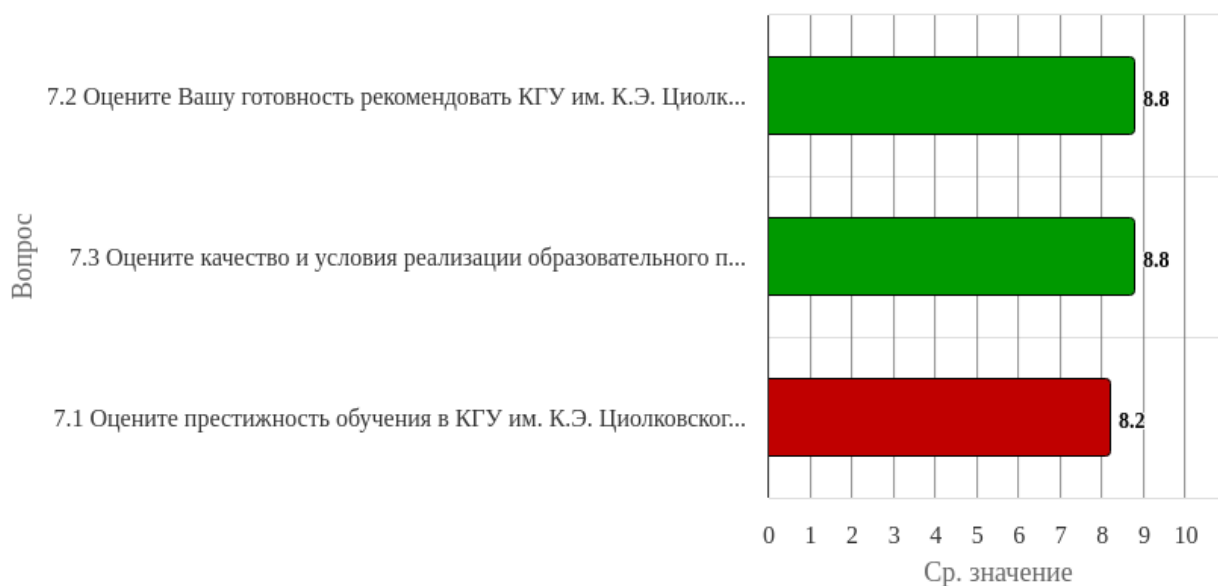 7.2 Оцените Вашу готовность рекомендовать КГУ им. К.Э. Циолк...
8.8
7.3 Оцените качество и условия реализации образовательного п...
8.8
7.1 Оцените престижность обучения в КГУ им. К.Э. Циолковског...
8.2
Вопрос
0 1 2 3 4 5 6 7 8 9 10
Ср. значение